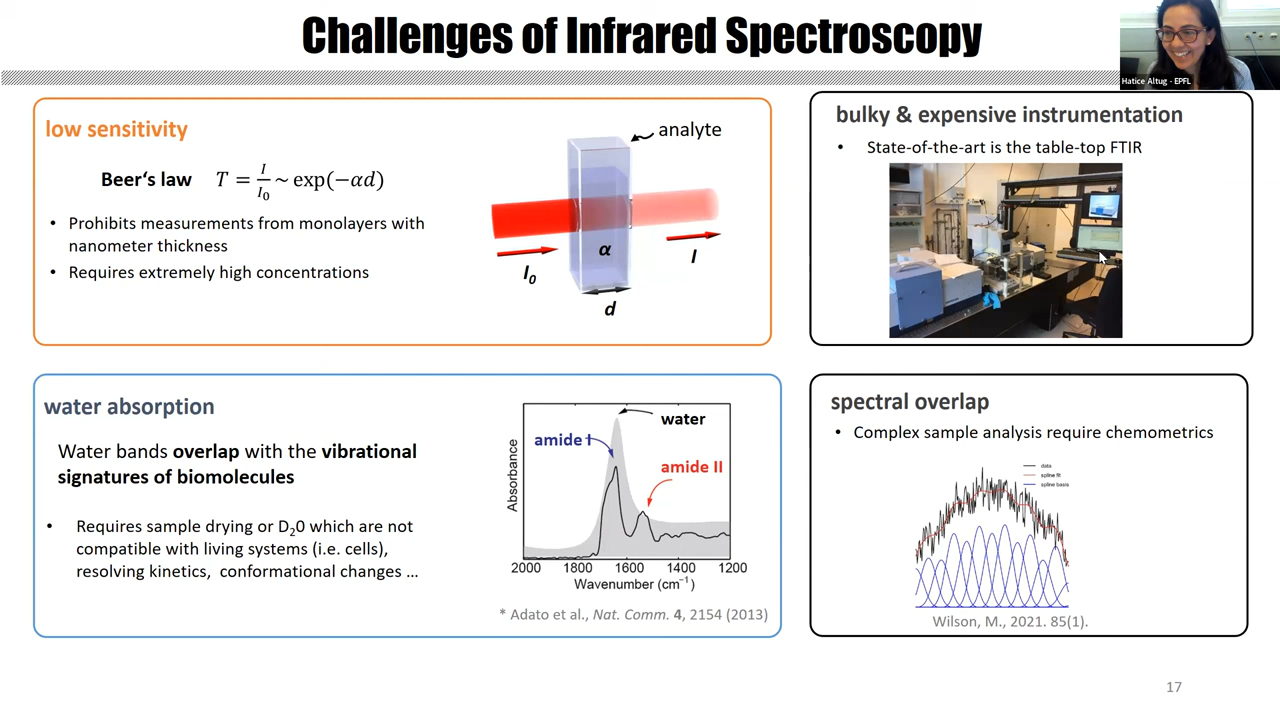 Challenges of Infrared Spectroscopy
Hatice Altug - EPFL
low sensitivity
Beer's law T = I/I₀ ~ exp(−αd)
• Prohibits measurements from monolayers with
nanometer thickness
• Requires extremely high concentrations
analyte
α
I₀
I
d
bulky & expensive instrumentation
• State-of-the-art is the table-top FTIR
water absorption
Water bands overlap with the vibrational
signatures of biomolecules
• Requires sample drying or D₂0 which are not
compatible with living systems (i.e. cells),
resolving kinetics, conformational changes ...
water
amide I
amide II
Absorbance
2000 1800 1600 1400 1200
Wavenumber (cm⁻¹)
* Adato et al., Nat. Comm. 4, 2154 (2013)
spectral overlap
• Complex sample analysis require chemometrics
data
spline fit
spline basis
Wilson, M., 2021. 85(1).
17